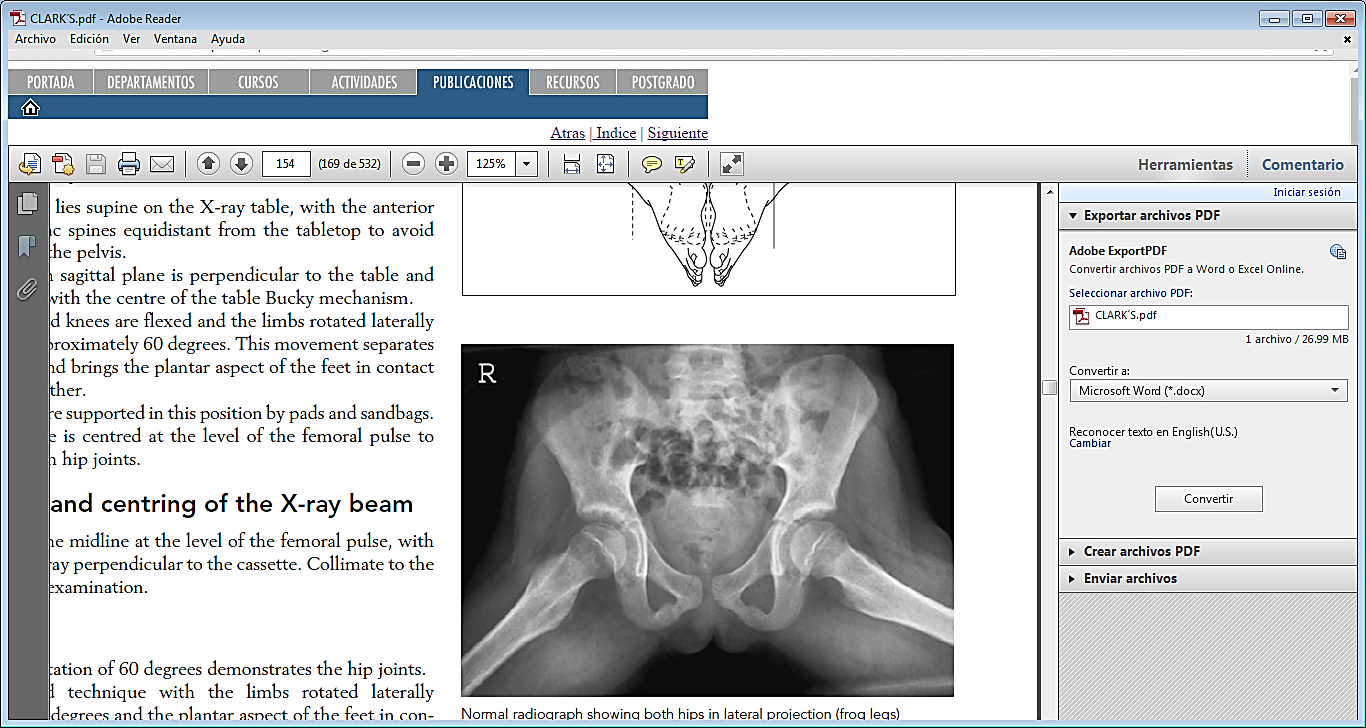 CLARK´S.pdf - Adobe Reader
Archivo Edición Ver Ventana Ayuda
PORTADA DEPARTAMENTOS CURSOS ACTIVIDADES PUBLICACIONES RECURSOS POSTGRADO
Atras | Indice | Siguiente
154 (169 de 532) 125% Herramientas Comentario
lies supine on the X-ray table, with the anterior
spines equidistant from the tabletop to avoid
the pelvis.
sagittal plane is perpendicular to the table and
with the centre of the table Bucky mechanism.
knees are flexed and the limbs rotated laterally
proximately 60 degrees. This movement separates
brings the plantar aspect of the feet in contact
ther.
re supported in this position by pads and sandbags.
is centred at the level of the femoral pulse to
hip joints.
and centring of the X-ray beam
midline at the level of the femoral pulse, with
ray perpendicular to the cassette. Collimate to the
examination.
tation of 60 degrees demonstrates the hip joints.
technique with the limbs rotated laterally
degrees and the plantar aspect of the feet in con-
R
Normal radiograph showing both hips in lateral projection (frog legs)
Iniciar sesión
Exportar archivos PDF
Adobe ExportPDF
Convertir archivos PDF a Word o Excel Online.
Seleccionar archivo PDF:
CLARK´S.pdf
1 archivo / 26.99 MB
Convertir a:
Microsoft Word (*.docx)
Reconocer texto en English(U.S.)
Cambiar
Convertir
Crear archivos PDF
Enviar archivos